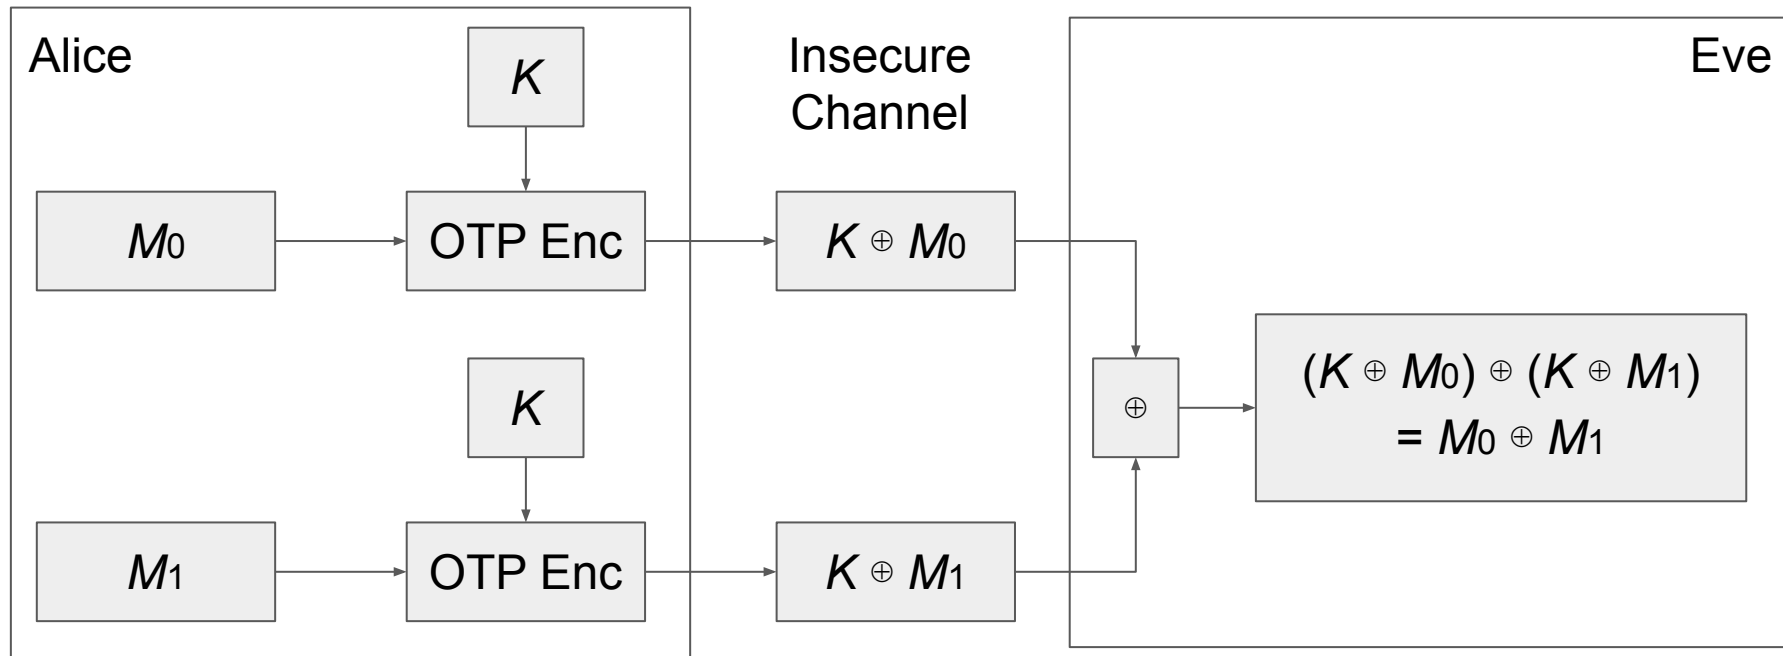 Alice
K
Insecure
Channel
Eve
M0
OTP Enc
K ⊕ M0
K
⊕
(K ⊕ M0) ⊕ (K ⊕ M1)
= M0 ⊕ M1
M1
OTP Enc
K ⊕ M1